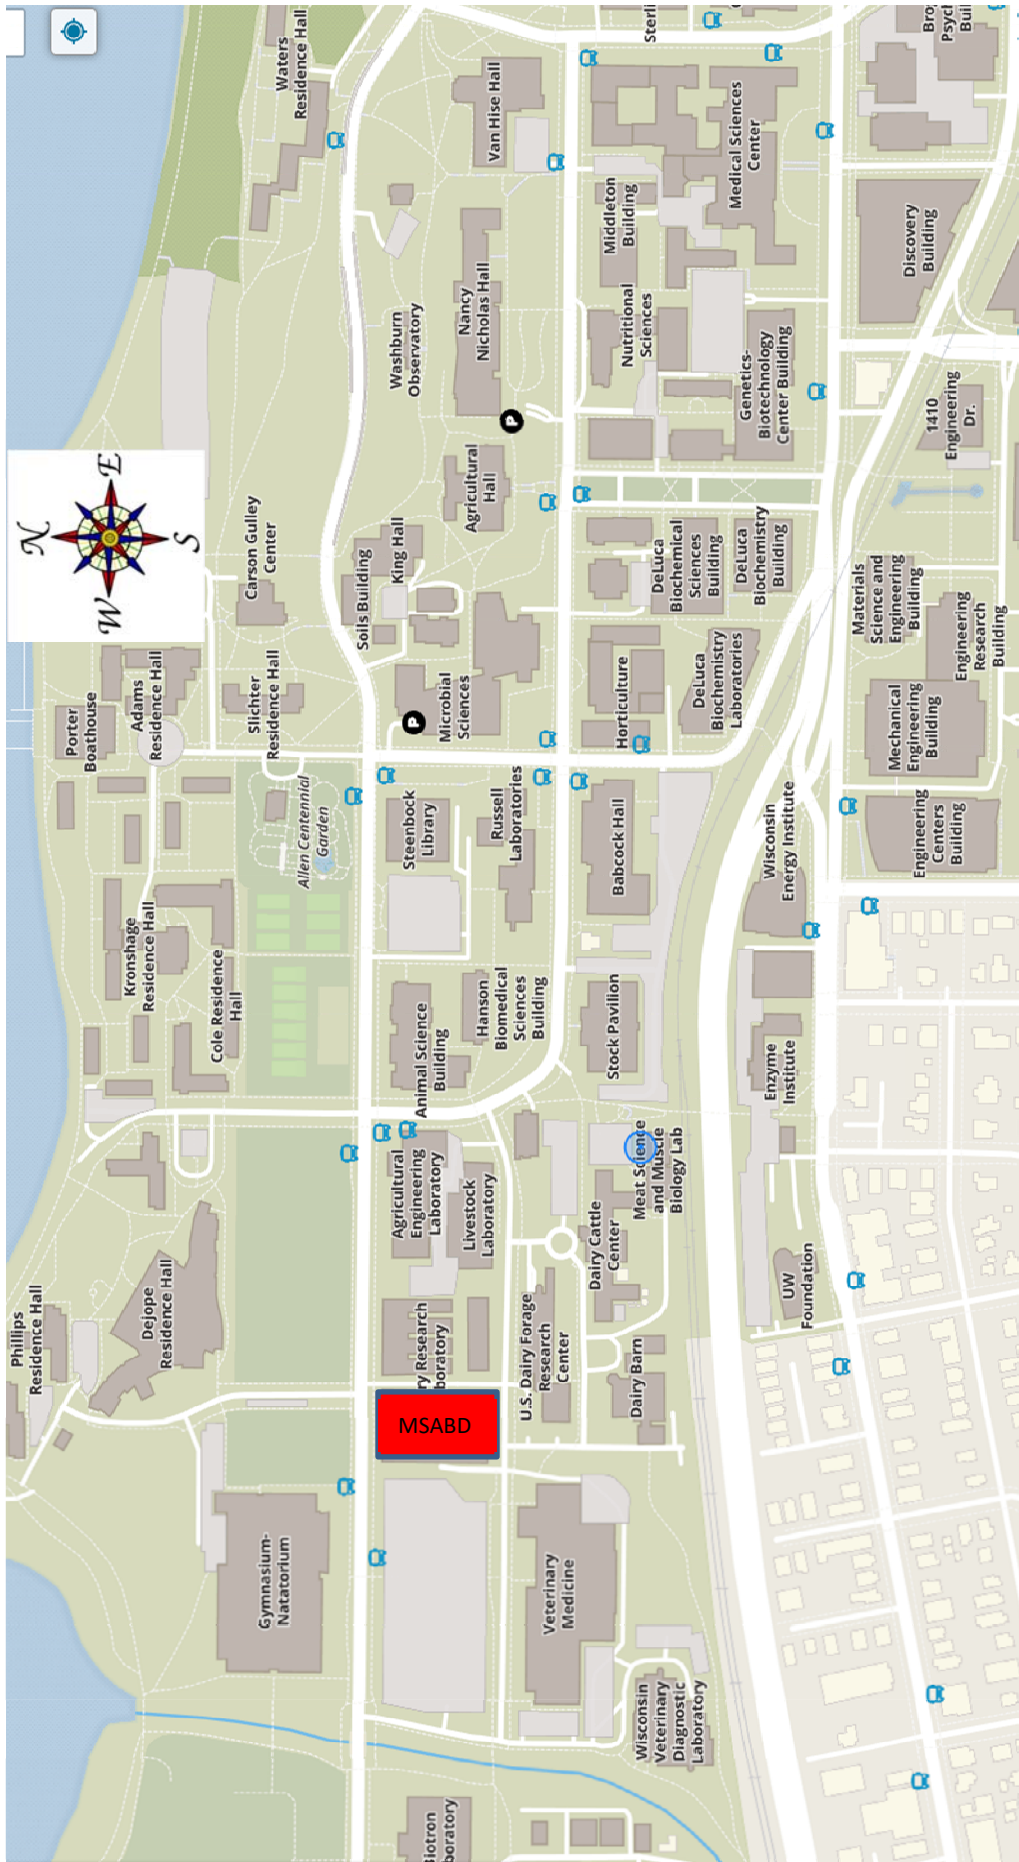 Waters
Residence Hall
Van Hise Hall
Medical Sciences
Center
Middleton
Building
Discovery
Building
Nancy
Nicholas Hall
Washburn
Observatory
Nutritional
Sciences
Genetics-
Biotechnology
Center Building
1410
Engineering
Dr.
P
N
E
S
W
Agricultural
Hall
Carson Gulley
Center
Soils Building
King Hall
DeLuca
Biochemical
Sciences
Building
DeLuca
Biochemistry
Building
Materials
Science and
Engineering
Building
Engineering
Research
Building
Porter
Boathouse
Adams
Residence Hall
Slichter
Residence Hall
P
Microbial
Sciences
Horticulture
DeLuca
Biochemistry
Laboratories
Mechanical
Engineering
Building
Allen Centennial
Garden
Steenbock
Library
Russell
Laboratories
Babcock Hall
Wisconsin
Energy Institute
Engineering
Centers
Building
Kronshage
Residence Hall
Cole Residence
Hall
Animal Science
Building
Hanson
Biomedical
Sciences
Building
Stock Pavilion
Enzyme
Institute
Agricultural
Engineering
Laboratory
Livestock
Laboratory
Meat Science
and Muscle
Biology Lab
Dairy Cattle
Center
UW
Foundation
Phillips
Residence Hall
Dejope
Residence Hall
Research
U.S. Dairy Forage
Research
Center
Dairy Barn
MSABD
Gymnasium-
Natatorium
Veterinary
Medicine
Wisconsin
Veterinary
Diagnostic
Laboratory